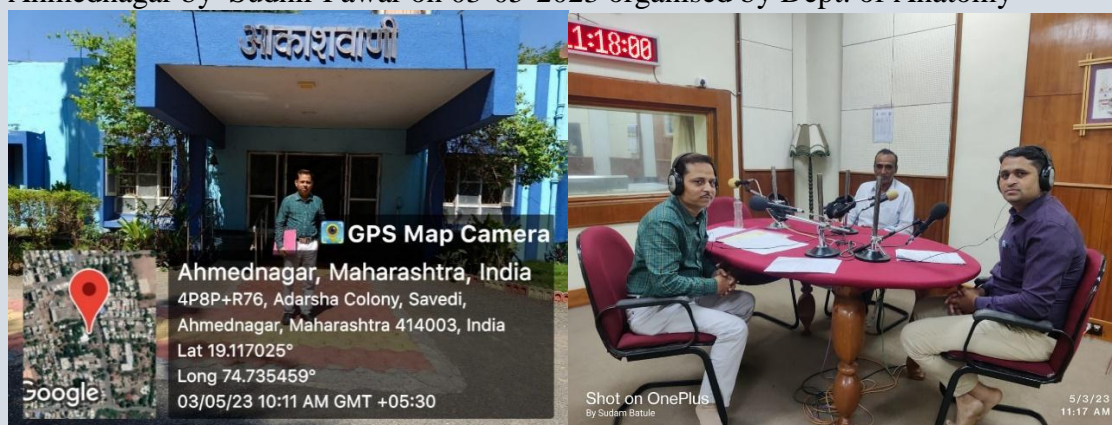 Ahmednagar by Sudhir Pawar on 03-05-2023 organised by Dept. of Anatomy
आकाशवाणी
GPS Map Camera
Ahmednagar, Maharashtra, India
4P8P+R76, Adarsha Colony, Savedi,
Ahmednagar, Maharashtra 414003, India
Lat 19.117025°
Long 74.735459°
03/05/23 10:11 AM GMT +05:30
Google
1:18:00
Shot on OnePlus
By Sudam Batule
5/3/23
11:17 AM